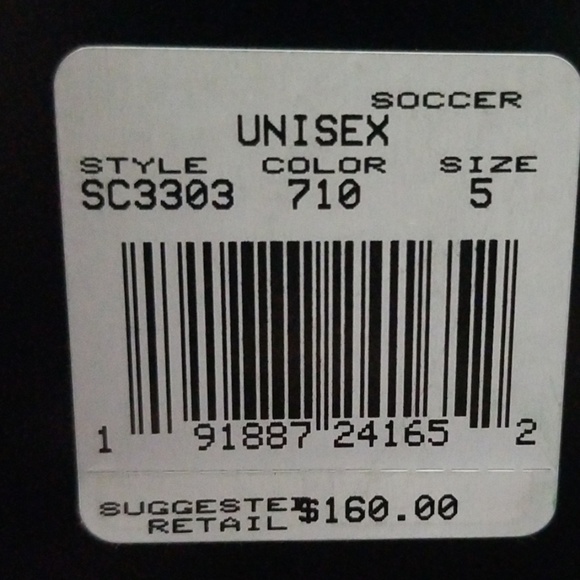 SOCCER
UNISEX
STYLE COLOR SIZE
SC3303 710 5
1 91887 24165 2
SUGGESTED $160.00
RETAIL